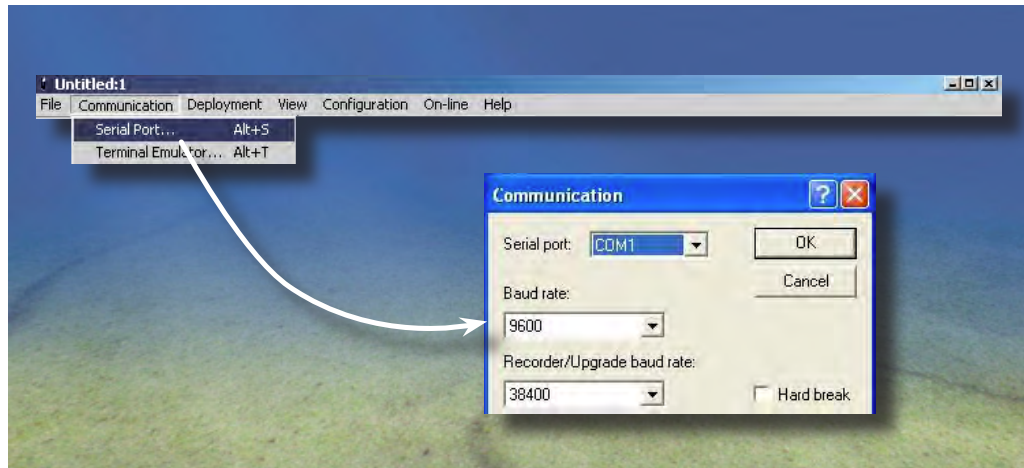 Untitled:1
File Communication Deployment View Configuration On-line Help
Serial Port... Alt+S
Terminal Emulator... Alt+T
Communication
Serial port: COM1 OK
Cancel
Baud rate:
9600
Recorder/Upgrade baud rate:
38400 Hard break